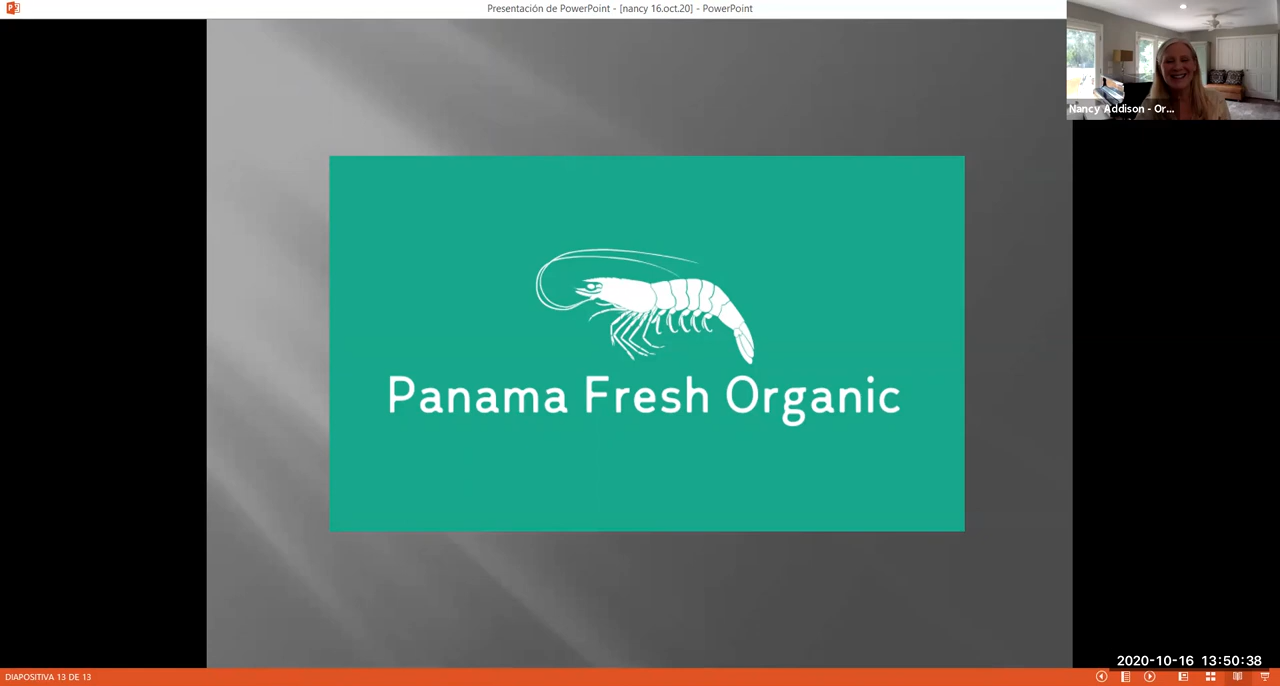 Presentación de PowerPoint - [nancy 16.oct.20] - PowerPoint
Nancy Addison - Or...
Panama Fresh Organic
2020-10-16 13:50:38
DIAPOSITIVA 13 DE 13